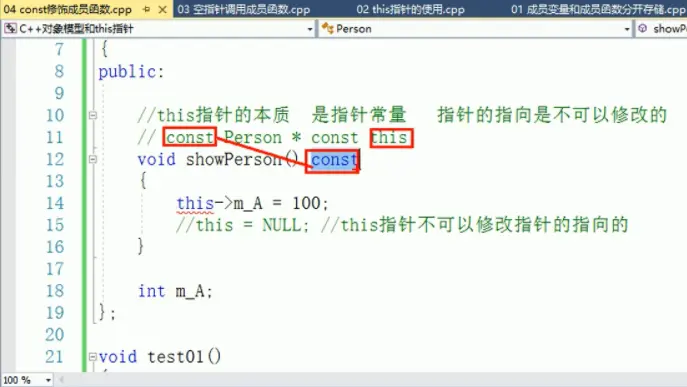 04 const修饰成员函数.cpp 03 空指针调用成员函数.cpp 02 this指针的使用.cpp 01 成员变量和成员函数分开存储.cpp
C++对象模型和this指针 Person showPerso
7 {
8 public:
9
10 //this指针的本质 是指针常量 指针的指向是不可以修改的
11 // const Person * const this
12 void showPerson() const
13 {
14 this->m_A = 100;
15 //this = NULL; //this指针不可以修改指针的指向的
16 }
17
18 int m_A;
19 };
20
21 void test01()
100 %